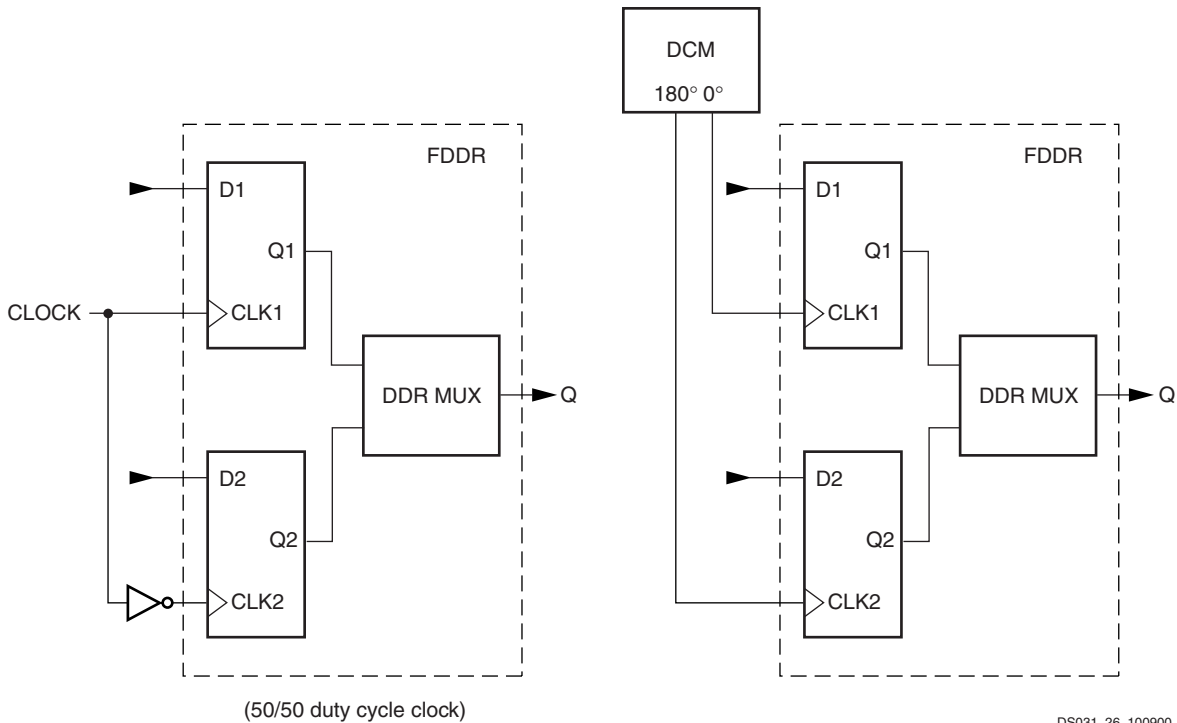 DCM
180° 0°
FDDR
D1
Q1
CLOCK
CLK1
DDR MUX
Q
D2
Q2
CLK2
(50/50 duty cycle clock)
FDDR
D1
Q1
CLK1
DDR MUX
Q
D2
Q2
CLK2
DS031_26_100900